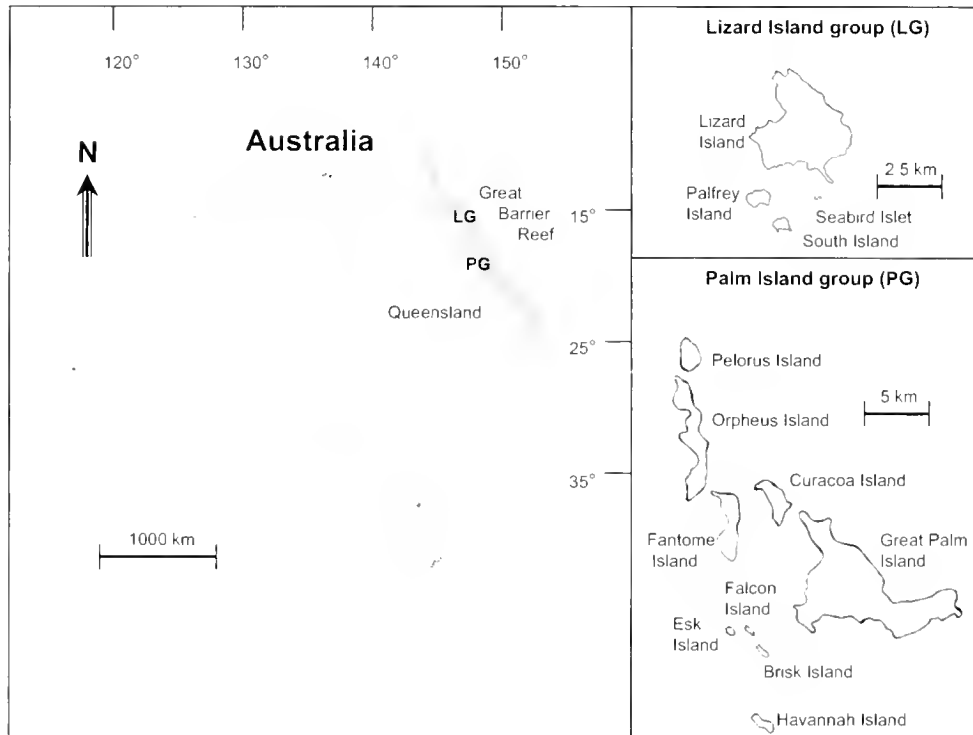 120°
130°
140°
150°
Australia
N
Great
Barrier
Reef
LG
PG
Queensland
15°
25°
35°
1000 km
Lizard Island group (LG)
Lizard
Island
2 5 km
Palfrey
Island
Seabird Islet
South Island
Palm Island group (PG)
Pelorus Island
5 km
Orpheus Island
Curacoa Island
Fantome
Island
Great Palm
Island
Falcon
Island
Esk
Island
Brisk Island
Havannah Island